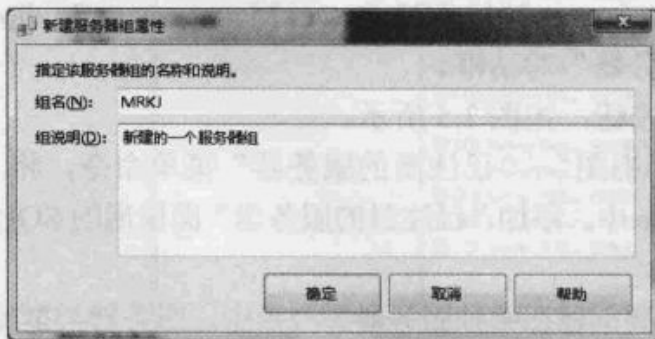 新建服务器组属性
指定该服务器组的名称和说明。
组名(N): MRKJ
组说明(D): 新建的一个服务器组
确定 取消 帮助